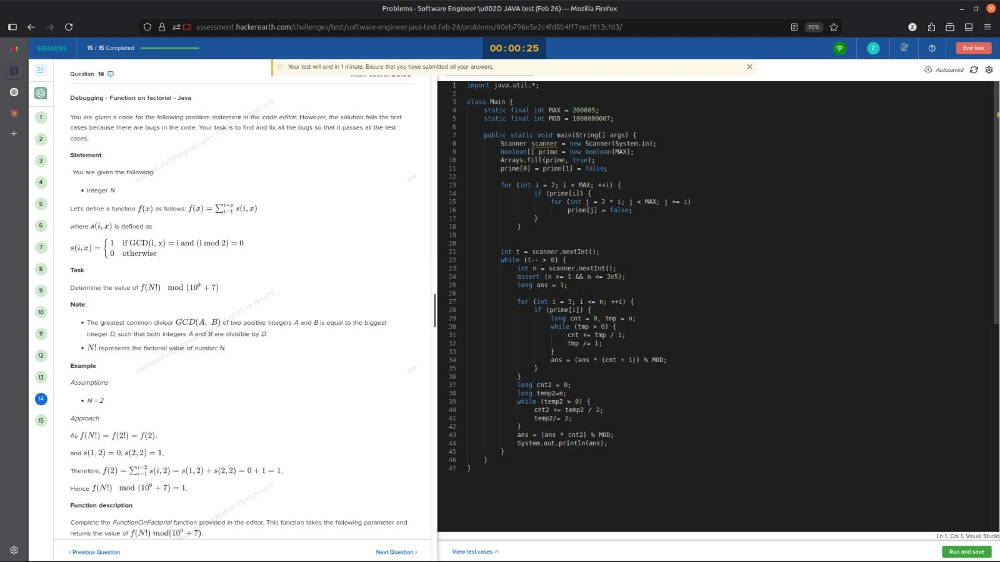 Problems - Software Engineer \u002D JAVA test (Feb 26) — Mozilla Firefox
assessment.hackerearth.com/challenges/test/software-engineer-java-test-feb-26/problems/60eb796e5e2c4fd8b4ff7eecf913cfd3/
80%
Z
SIEMENS
15 / 15 Completed
00:00:25
Z
End test
Your test will end in 1 minute. Ensure that you have submitted all your answers.
Question 14
Autosaved
1
2
3
4
5
6
7
8
9
10
11
12
13
14
15
Debugging - Function on factorial - Java
You are given a code for the following problem statement in the code editor. However, the solution fails the test
cases because there are bugs in the code. Your task is to find and fix all the bugs so that it passes all the test
cases.
Statement
You are given the following:
• Integer N
Let's define a function f(x) as follows: f(x) = ∑_{i=1}^{i=x} s(i, x)
where s(i, x) is defined as
s(i, x) = { 1 if GCD(i, x) = i and (i mod 2) = 0
0 otherwise
Task
Determine the value of f(N!) mod (10⁹ + 7)
Note:
• The greatest common divisor GCD(A, B) of two positive integers A and B is equal to the biggest
integer D, such that both integers A and B are divisible by D.
• N! represents the factorial value of number N.
Example
Assumptions
• N = 2
Approach
As f(N!) = f(2!) = f(2).
and s(1, 2) = 0, s(2, 2) = 1,
Therefore, f(2) = ∑_{i=1}^{i=2} s(i, 2) = s(1, 2) + s(2, 2) = 0 + 1 = 1,
Hence f(N!) mod (10⁹ + 7) = 1.
Function description
Complete the FunctionOnFactorial function provided in the editor. This function takes the following parameter and
returns the value of f(N!) mod(10⁹ + 7):
ziadmostafa760@gmail.com • 2026-02-23 19:26 • UTC
‹ Previous Question
Next Question ›
1 import java.util.*;
2
3 class Main {
4 static final int MAX = 200005;
5 static final int MOD = 1000000007;
6
7 public static void main(String[] args) {
8 Scanner scanner = new Scanner(System.in);
9 boolean[] prime = new boolean[MAX];
10 Arrays.fill(prime, true);
11 prime[0] = prime[1] = false;
12
13 for (int i = 2; i < MAX; ++i) {
14 if (prime[i]) {
15 for (int j = 2 * i; j < MAX; j += i)
16 prime[j] = false;
17 }
18 }
19
20
21 int t = scanner.nextInt();
22 while (t-- > 0) {
23 int n = scanner.nextInt();
24 assert (n >= 1 && n <= 2e5);
25 long ans = 1;
26
27 for (int i = 3; i <= n; ++i) {
28 if (prime[i]) {
29 long cnt = 0, tmp = n;
30 while (tmp > 0) {
31 cnt += tmp / i;
32 tmp /= i;
33 }
34 ans = (ans * (cnt + 1)) % MOD;
35 }
36 }
37 long cnt2 = 0;
38 long temp2=n;
39 while (temp2 > 0) {
40 cnt2 += temp2 / 2;
41 temp2/= 2;
42 }
43 ans = (ans * cnt2) % MOD;
44 System.out.println(ans);
45 }
46 }
47 }
Ln 1, Col 1, Visual Studio
View test cases
Run and save